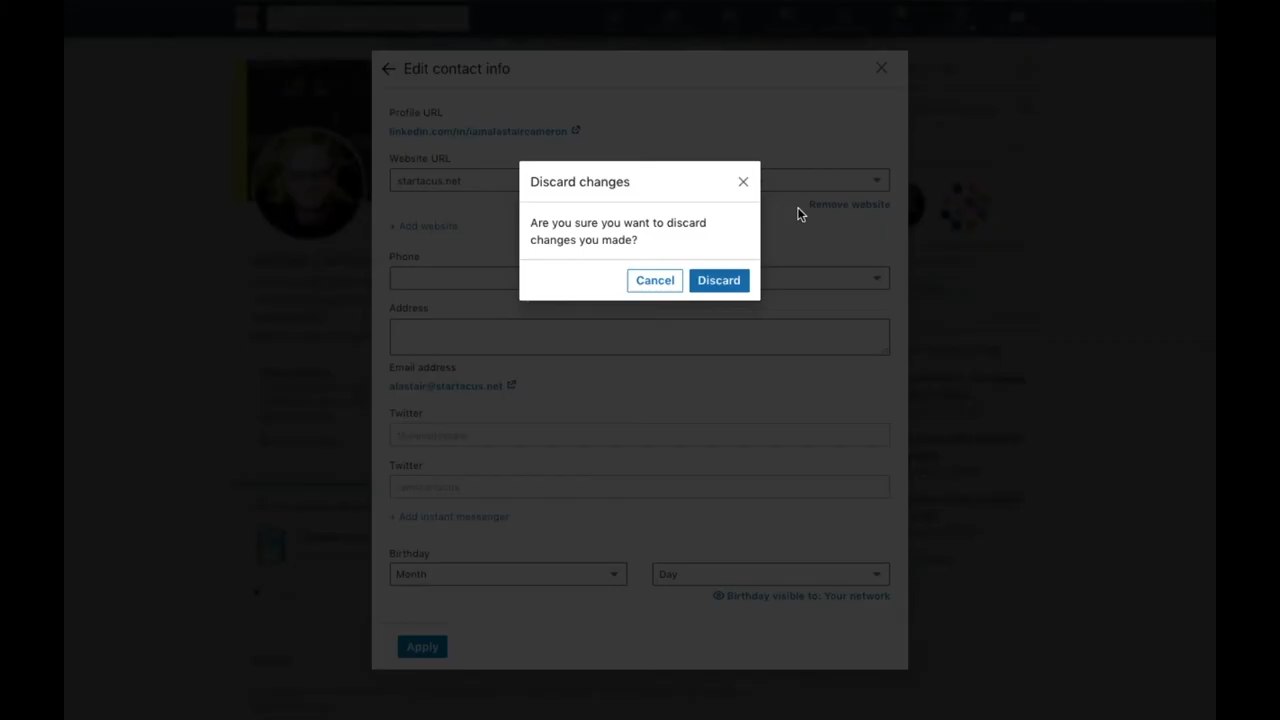 Edit contact info
Profile URL
linkedin.com/in/iamalastaircameron
Website URL
startacus.net
Remove website
+ Add website
Discard changes
Are you sure you want to discard
changes you made?
Cancel
Discard
Phone
Address
Email address
alastair@startacus.net
Twitter
Twitter
+ Add instant messenger
Birthday
Month
Day
Birthday visible to: Your network
Apply